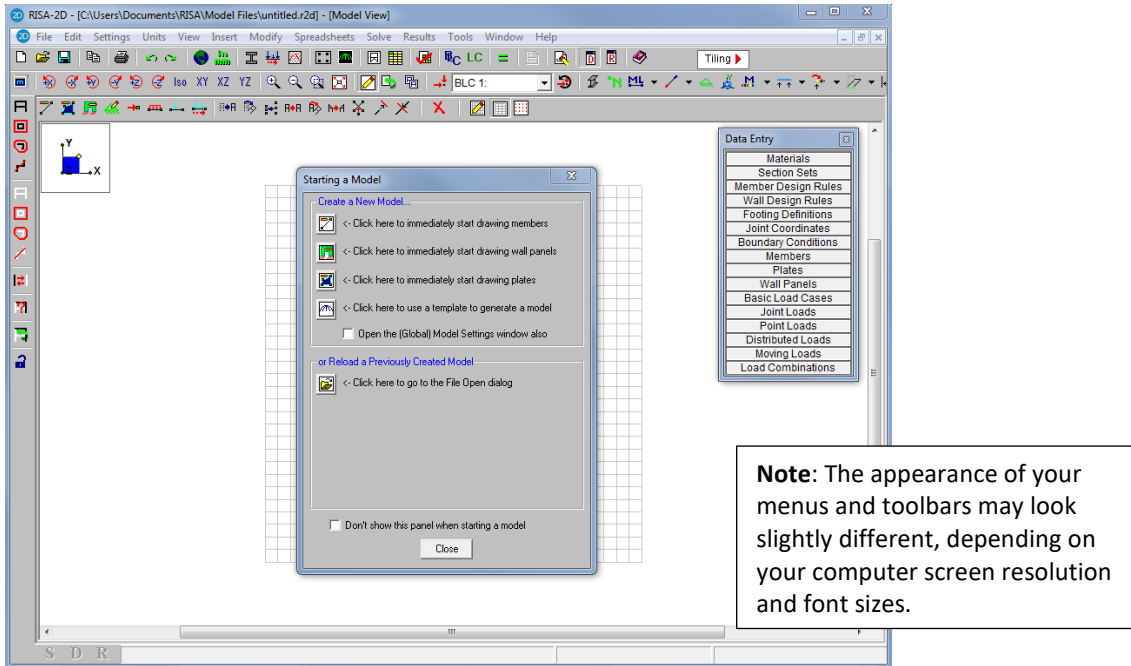 RISA-2D - [C:\Users\Documents\RISA\Model Files\untitled.r2d] - [Model View]
File Edit Settings Units View Insert Modify Spreadsheets Solve Results Tools Window Help
LC = Tiling
Iso XY XZ YZ BLC 1:
Y
X
Data Entry
Materials
Section Sets
Member Design Rules
Wall Design Rules
Footing Definitions
Joint Coordinates
Boundary Conditions
Members
Plates
Wall Panels
Basic Load Cases
Joint Loads
Point Loads
Distributed Loads
Moving Loads
Load Combinations
Starting a Model
Create a New Model...
<- Click here to immediately start drawing members
<- Click here to immediately start drawing wall panels
<- Click here to immediately start drawing plates
<- Click here to use a template to generate a model
Open the (Global) Model Settings window also
or Reload a Previously Created Model
<- Click here to go to the File Open dialog
Don't show this panel when starting a model
Close
Note: The appearance of your
menus and toolbars may look
slightly different, depending on
your computer screen resolution
and font sizes.
S D R